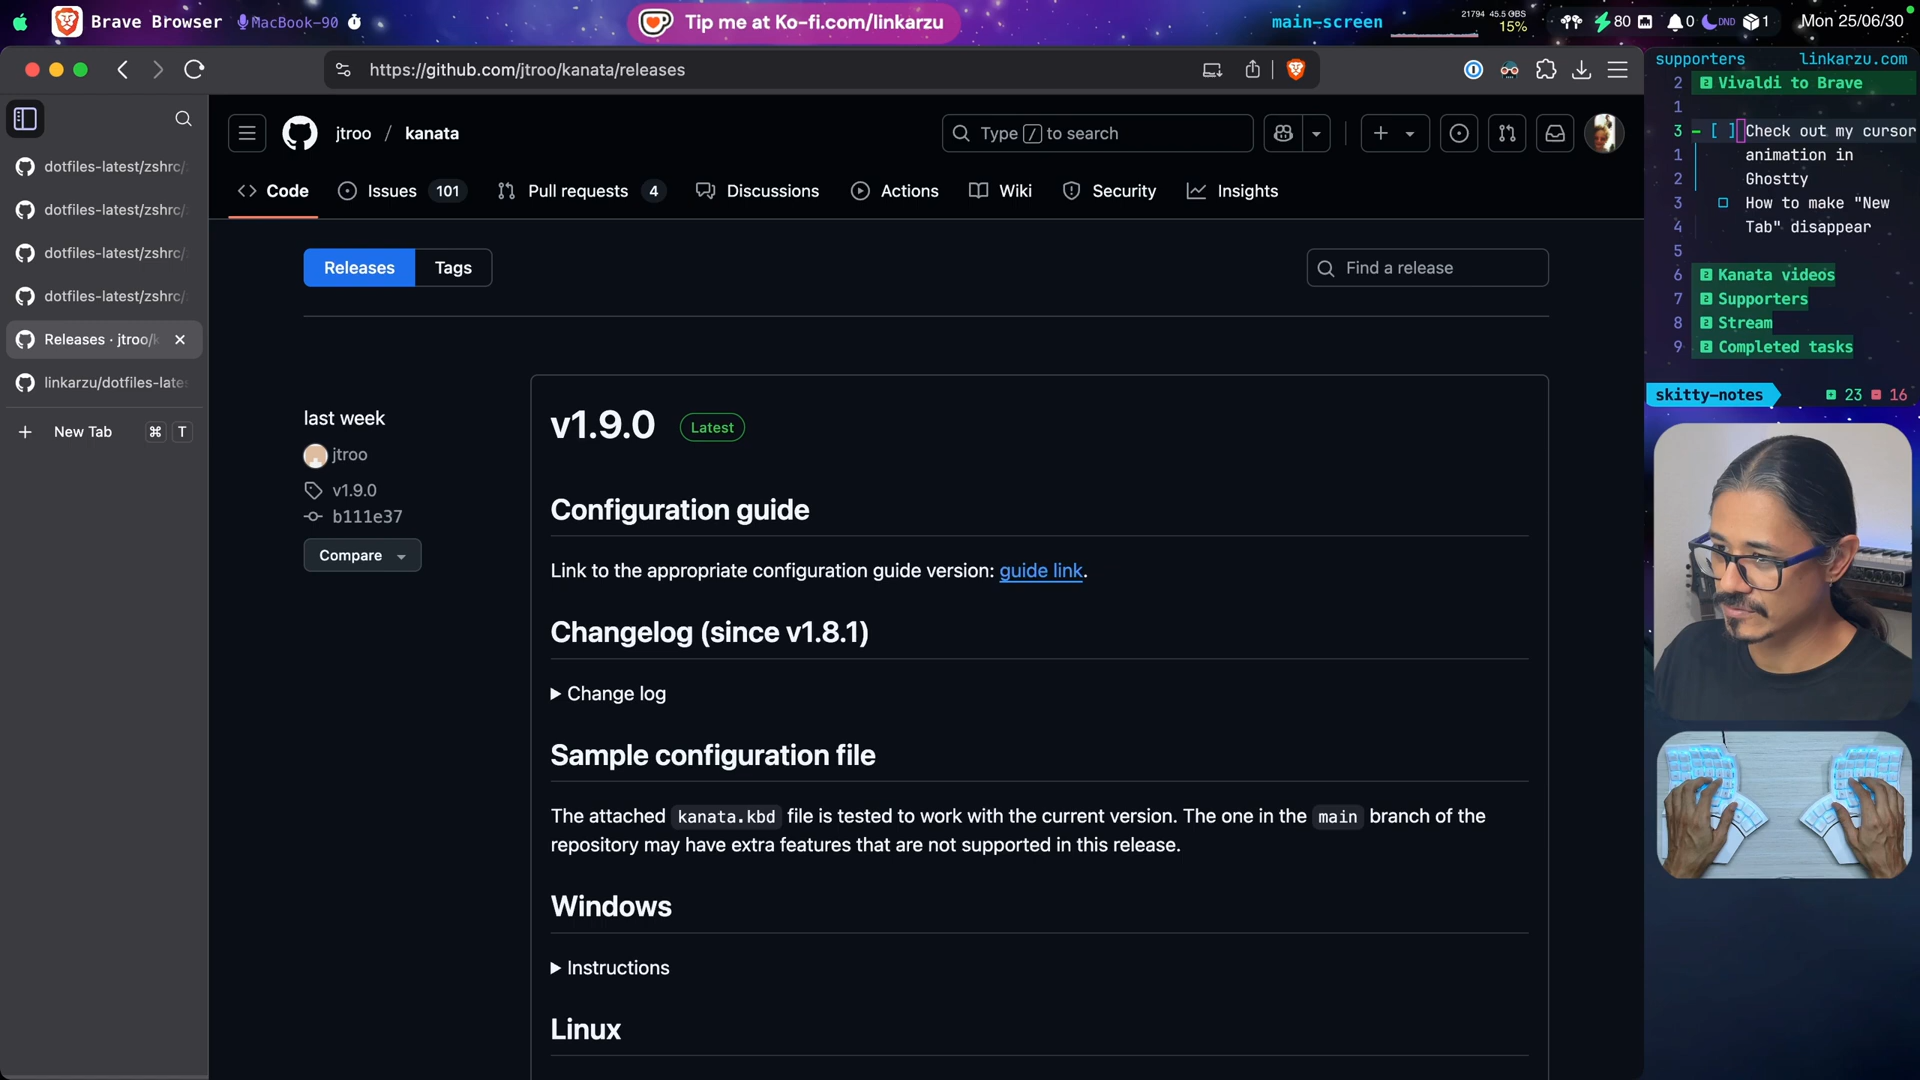 Brave Browser
MacBook-90
Tip me at Ko-fi.com/linkarzu
main-screen
21794 45.5 GBS
15%
80
0
DND
1
Mon 25/06/30
https://github.com/jtroo/kanata/releases
supporters
linkarzu.com
2 Vivaldi to Brave
1
3 - [ ] Check out my cursor
1 animation in
2 Ghostty
3 How to make "New
4 Tab" disappear
5
6 Kanata videos
7 Supporters
8 Stream
9 Completed tasks
skitty-notes
23 16
dotfiles-latest/zshrc/
dotfiles-latest/zshrc/
dotfiles-latest/zshrc/
dotfiles-latest/zshrc/
Releases · jtroo/k
linkarzu/dotfiles-late
New Tab ⌘ T
jtroo / kanata
Type / to search
Code
Issues 101
Pull requests 4
Discussions
Actions
Wiki
Security
Insights
Releases
Tags
Find a release
last week
jtroo
v1.9.0
b111e37
Compare
v1.9.0 Latest
Configuration guide
Link to the appropriate configuration guide version: guide link.
Changelog (since v1.8.1)
Change log
Sample configuration file
The attached kanata.kbd file is tested to work with the current version. The one in the main branch of the
repository may have extra features that are not supported in this release.
Windows
Instructions
Linux